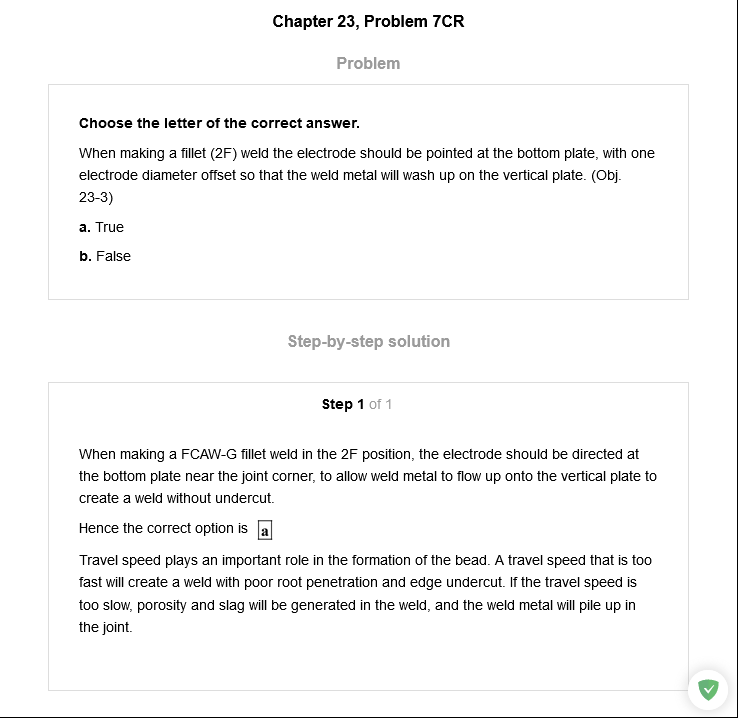 Chapter 23, Problem 7CR
Problem
Choose the letter of the correct answer.
When making a fillet (2F) weld the electrode should be pointed at the bottom plate, with one
electrode diameter offset so that the weld metal will wash up on the vertical plate. (Obj.
23-3)
a. True
b. False
Step-by-step solution
Step 1 of 1
When making a FCAW-G fillet weld in the 2F position, the electrode should be directed at
the bottom plate near the joint corner, to allow weld metal to flow up onto the vertical plate to
create a weld without undercut.
Hence the correct option is a
Travel speed plays an important role in the formation of the bead. A travel speed that is too
fast will create a weld with poor root penetration and edge undercut. If the travel speed is
too slow, porosity and slag will be generated in the weld, and the weld metal will pile up in
the joint.